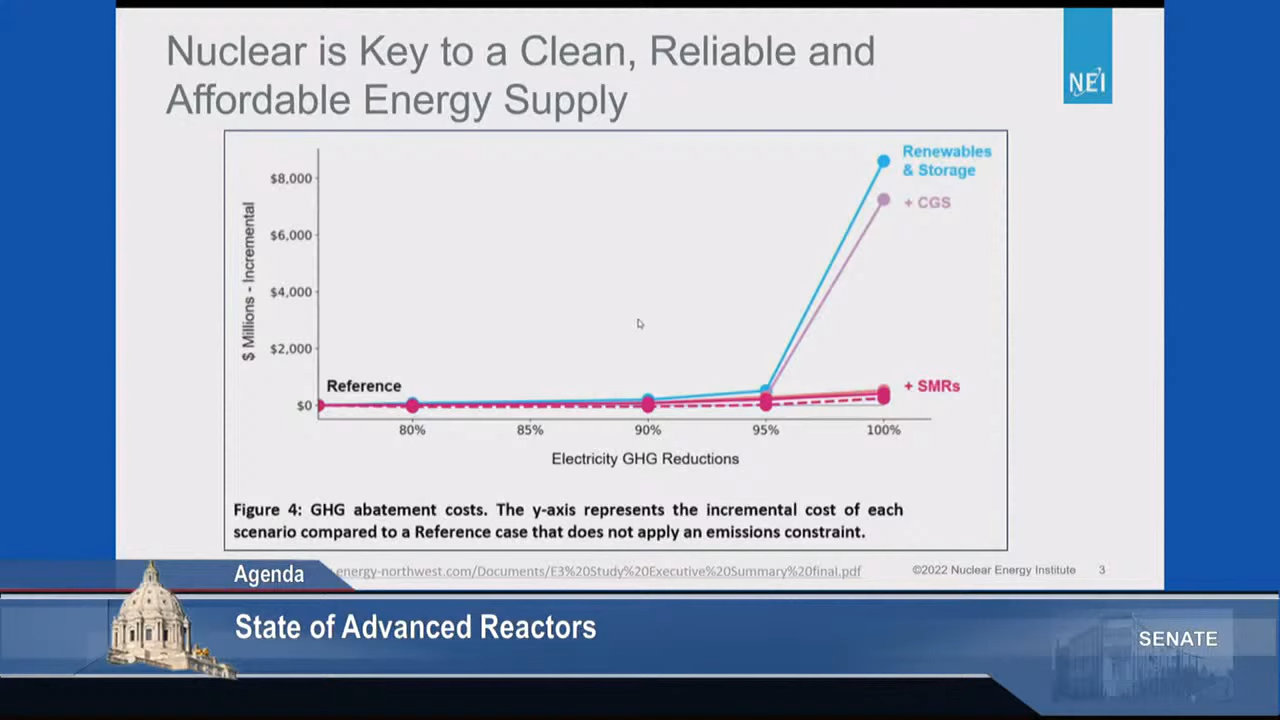 Nuclear is Key to a Clean, Reliable and
Affordable Energy Supply
NEI
$8,000
$6,000
$4,000
$2,000
$0
$ Millions - Incremental
Renewables
& Storage
+ CGS
Reference
+ SMRs
80%
85%
90%
95%
100%
Electricity GHG Reductions
Figure 4: GHG abatement costs. The y-axis represents the incremental cost of each
scenario compared to a Reference case that does not apply an emissions constraint.
energy-northwest.com/Documents/E3%20Study%20Executive%20Summary%20final.pdf
©2022 Nuclear Energy Institute 3
Agenda
State of Advanced Reactors
SENATE